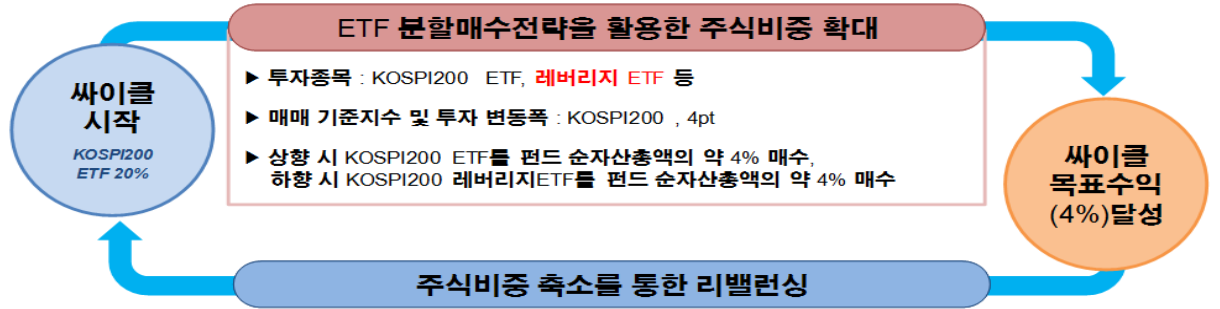 ETF 분할매수전략을 활용한 주식비중 확대
싸이클
시작
KOSPI200
ETF 20%
▶ 투자종목 : KOSPI200 ETF, 레버리지 ETF 등
▶ 매매 기준지수 및 투자 변동폭 : KOSPI200 , 4pt
▶ 상향 시 KOSPI200 ETF를 펀드 순자산총액의 약 4% 매수,
하향 시 KOSPI200 레버리지ETF를 펀드 순자산총액의 약 4% 매수
싸이클
목표수익
(4%)달성
주식비중 축소를 통한 리밸런싱